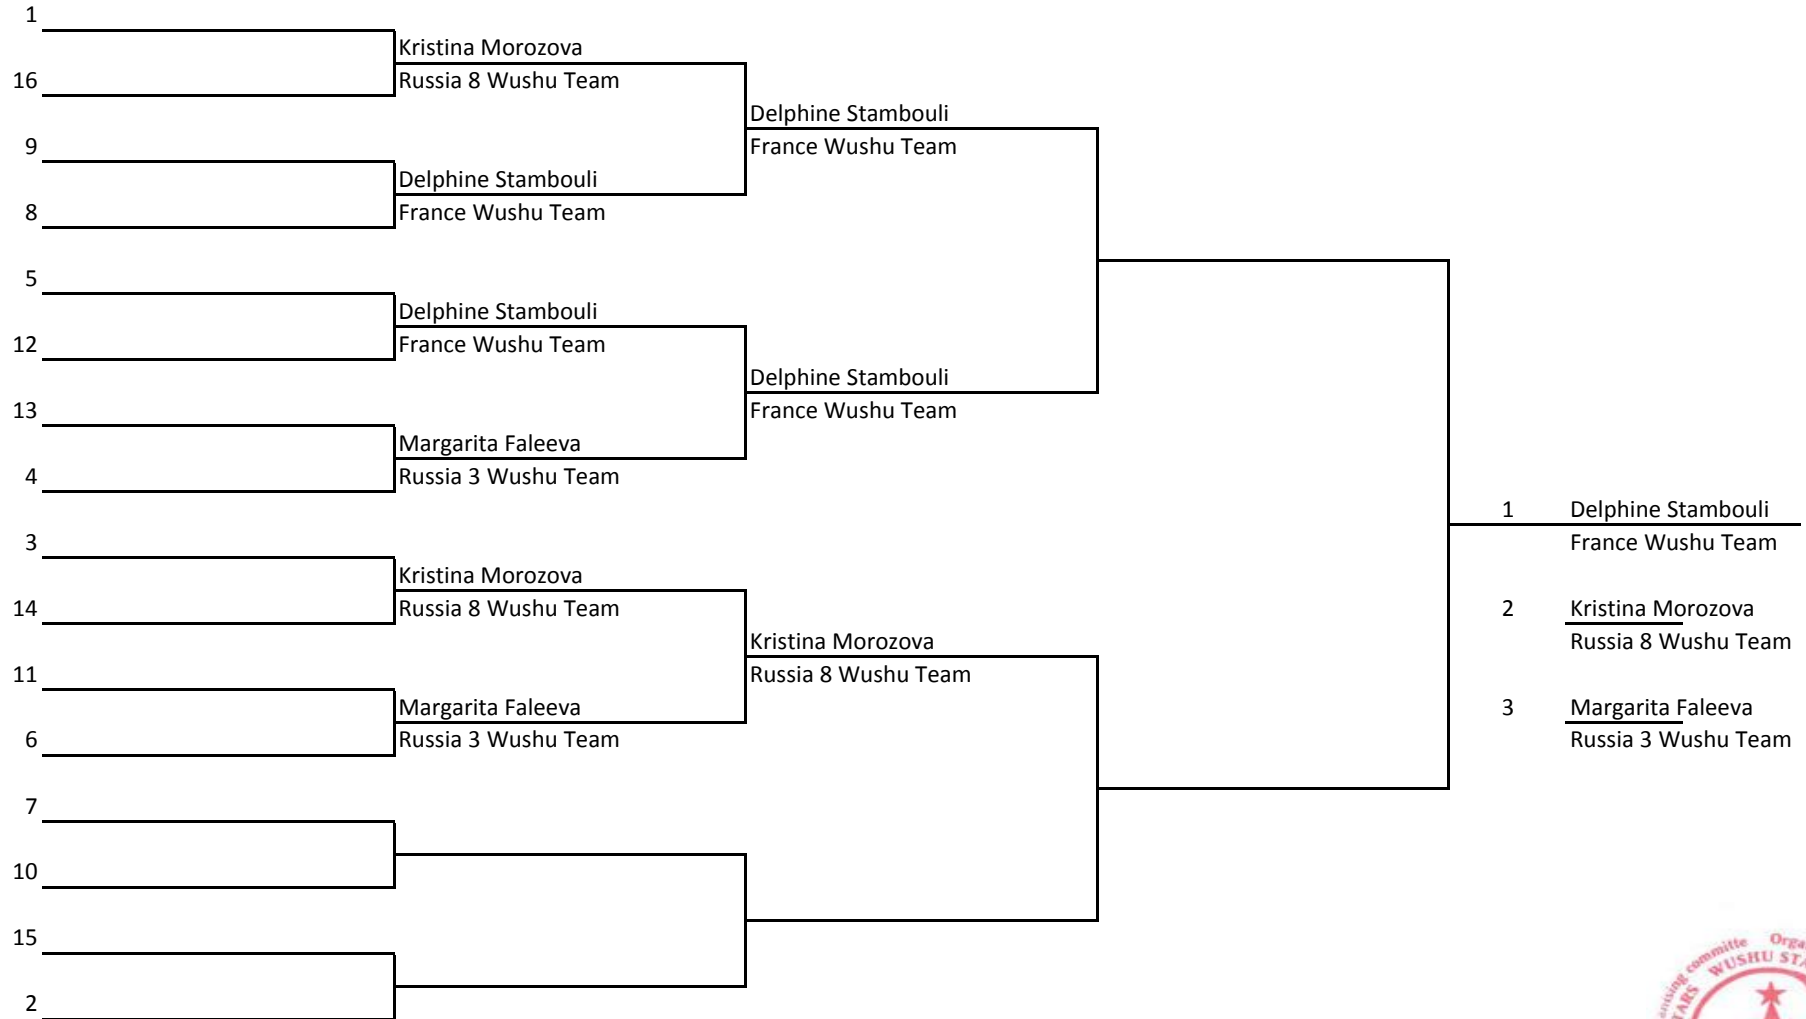 1
Kristina Morozova
16
Russia 8 Wushu Team
Delphine Stambouli
9
France Wushu Team
Delphine Stambouli
8
France Wushu Team
5
Delphine Stambouli
12
France Wushu Team
Delphine Stambouli
13
France Wushu Team
Margarita Faleeva
4
Russia 3 Wushu Team
1 Delphine Stambouli
3
France Wushu Team
Kristina Morozova
14
Russia 8 Wushu Team
2 Kristina Morozova
Kristina Morozova
Russia 8 Wushu Team
11
Russia 8 Wushu Team
Margarita Faleeva
3 Margarita Faleeva
6
Russia 3 Wushu Team
Russia 3 Wushu Team
7
10
15
committe
WUSHU
2